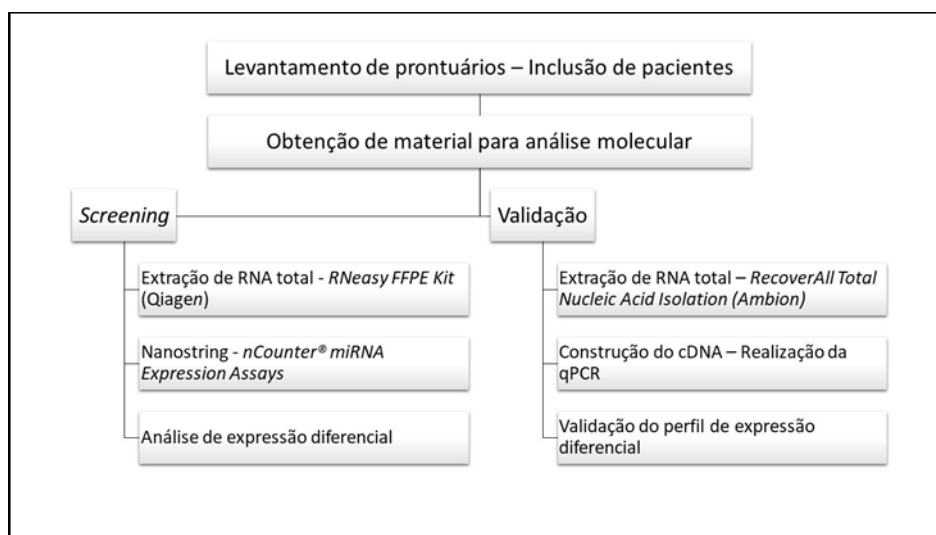 Levantamento de prontuários – Inclusão de pacientes
Obtenção de material para análise molecular
Screening
Extração de RNA total - RNeasy FFPE Kit
(Qiagen)
Nanostring - nCounter® miRNA
Expression Assays
Análise de expressão diferencial
Validação
Extração de RNA total – RecoverAll Total
Nucleic Acid Isolation (Ambion)
Construção do cDNA – Realização da
qPCR
Validação do perfil de expressão
diferencial